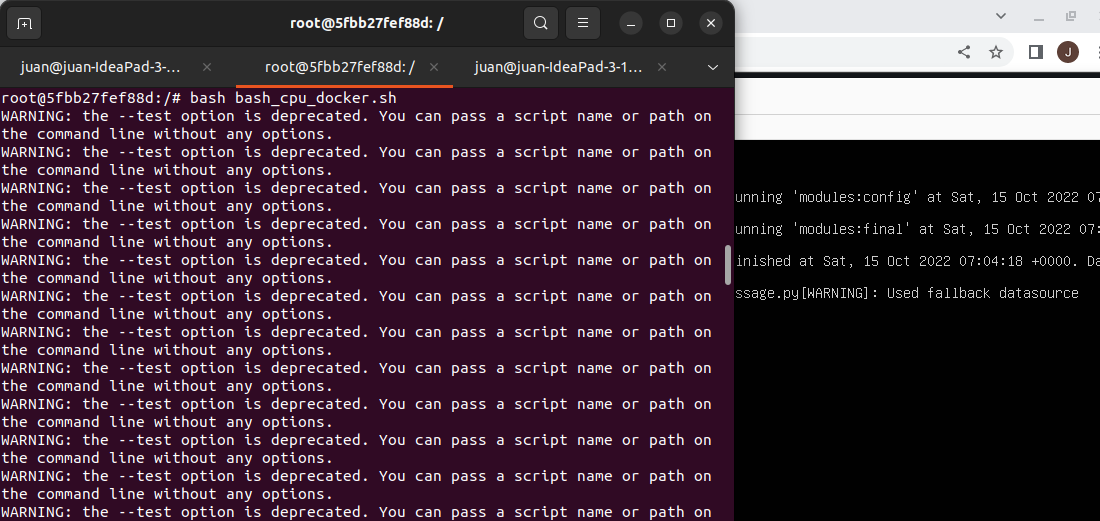 root@5fbb27fef88d: /
juan@juan-IdeaPad-3-... × root@5fbb27fef88d: / × juan@juan-IdeaPad-3-1... ×
J
root@5fbb27fef88d:/# bash bash_cpu_docker.sh
WARNING: the --test option is deprecated. You can pass a script name or path on
the command line without any options.
WARNING: the --test option is deprecated. You can pass a script name or path on
the command line without any options.
WARNING: the --test option is deprecated. You can pass a script name or path on
the command line without any options.
WARNING: the --test option is deprecated. You can pass a script name or path on
the command line without any options.
WARNING: the --test option is deprecated. You can pass a script name or path on
the command line without any options.
WARNING: the --test option is deprecated. You can pass a script name or path on
the command line without any options.
WARNING: the --test option is deprecated. You can pass a script name or path on
the command line without any options.
WARNING: the --test option is deprecated. You can pass a script name or path on
the command line without any options.
WARNING: the --test option is deprecated. You can pass a script name or path on
the command line without any options.
WARNING: the --test option is deprecated. You can pass a script name or path on
the command line without any options.
WARNING: the --test option is deprecated. You can pass a script name or path on
the command line without any options.
WARNING: the --test option is deprecated. You can pass a script name or path on
unning 'modules:config' at Sat, 15 Oct 2022 07
unning 'modules:final' at Sat, 15 Oct 2022 07:
inished at Sat, 15 Oct 2022 07:04:18 +0000. Da
ssage.py[WARNING]: Used fallback datasource